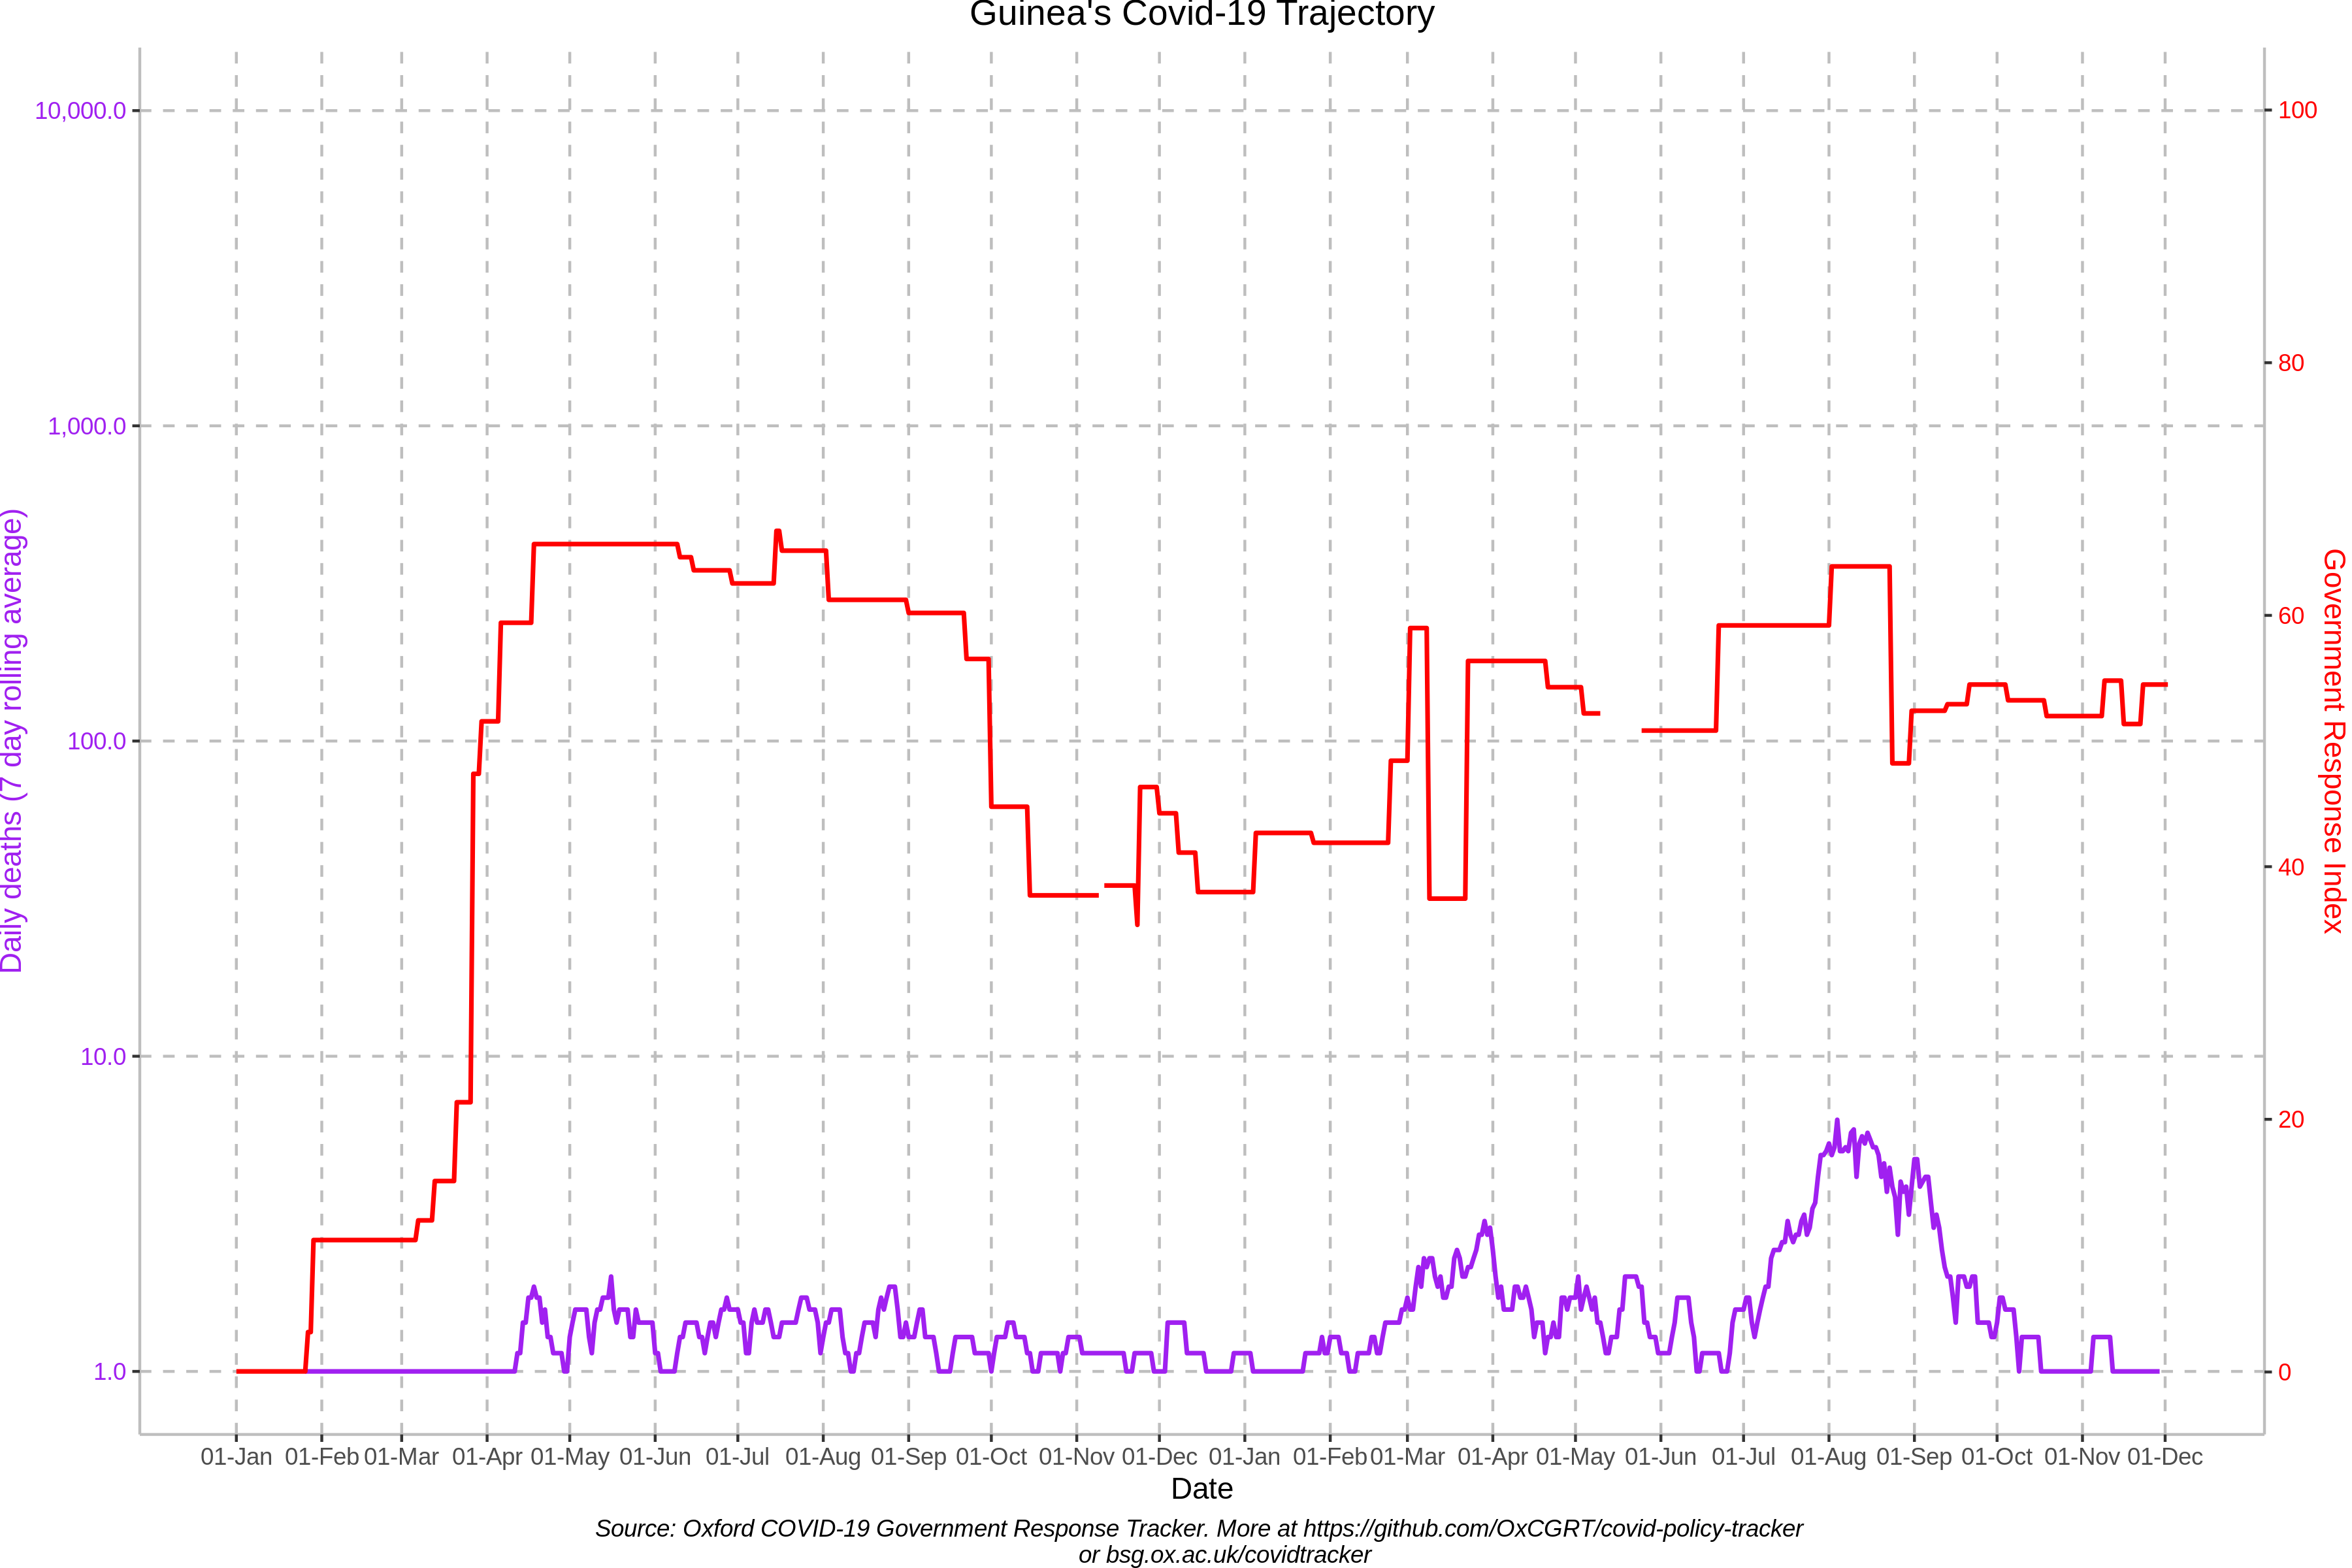 Guinea's Covid-19 Trajectory
10,000.0
1,000.0
100.0
10.0
1.0
Daily deaths (7 day rolling average)
100
80
60
40
20
0
Government Response Index
01-Jan 01-Feb 01-Mar 01-Apr 01-May 01-Jun 01-Jul 01-Aug 01-Sep 01-Oct 01-Nov 01-Dec 01-Jan 01-Feb 01-Mar 01-Apr 01-May 01-Jun 01-Jul 01-Aug 01-Sep 01-Oct 01-Nov 01-Dec
Date
Source: Oxford COVID-19 Government Response Tracker. More at https://github.com/OxCGRT/covid-policy-tracker
or bsg.ox.ac.uk/covidtracker